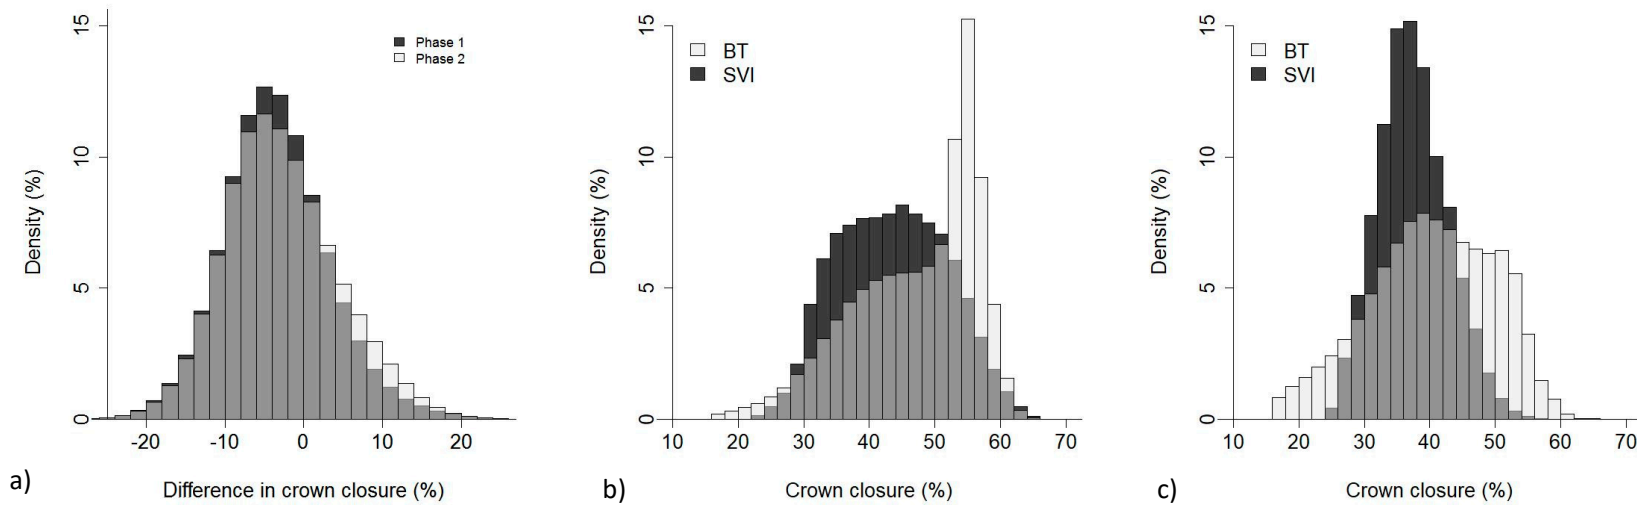 15
10
5
0
Density (%)
Phase 1
Phase 2
-20 -10 0 10 20
Difference in crown closure (%)
a)
15
10
5
0
Density (%)
BT
SVI
10 20 30 40 50 60 70
Crown closure (%)
b)
15
10
5
0
Density (%)
BT
SVI
10 20 30 40 50 60 70
Crown closure (%)
c)